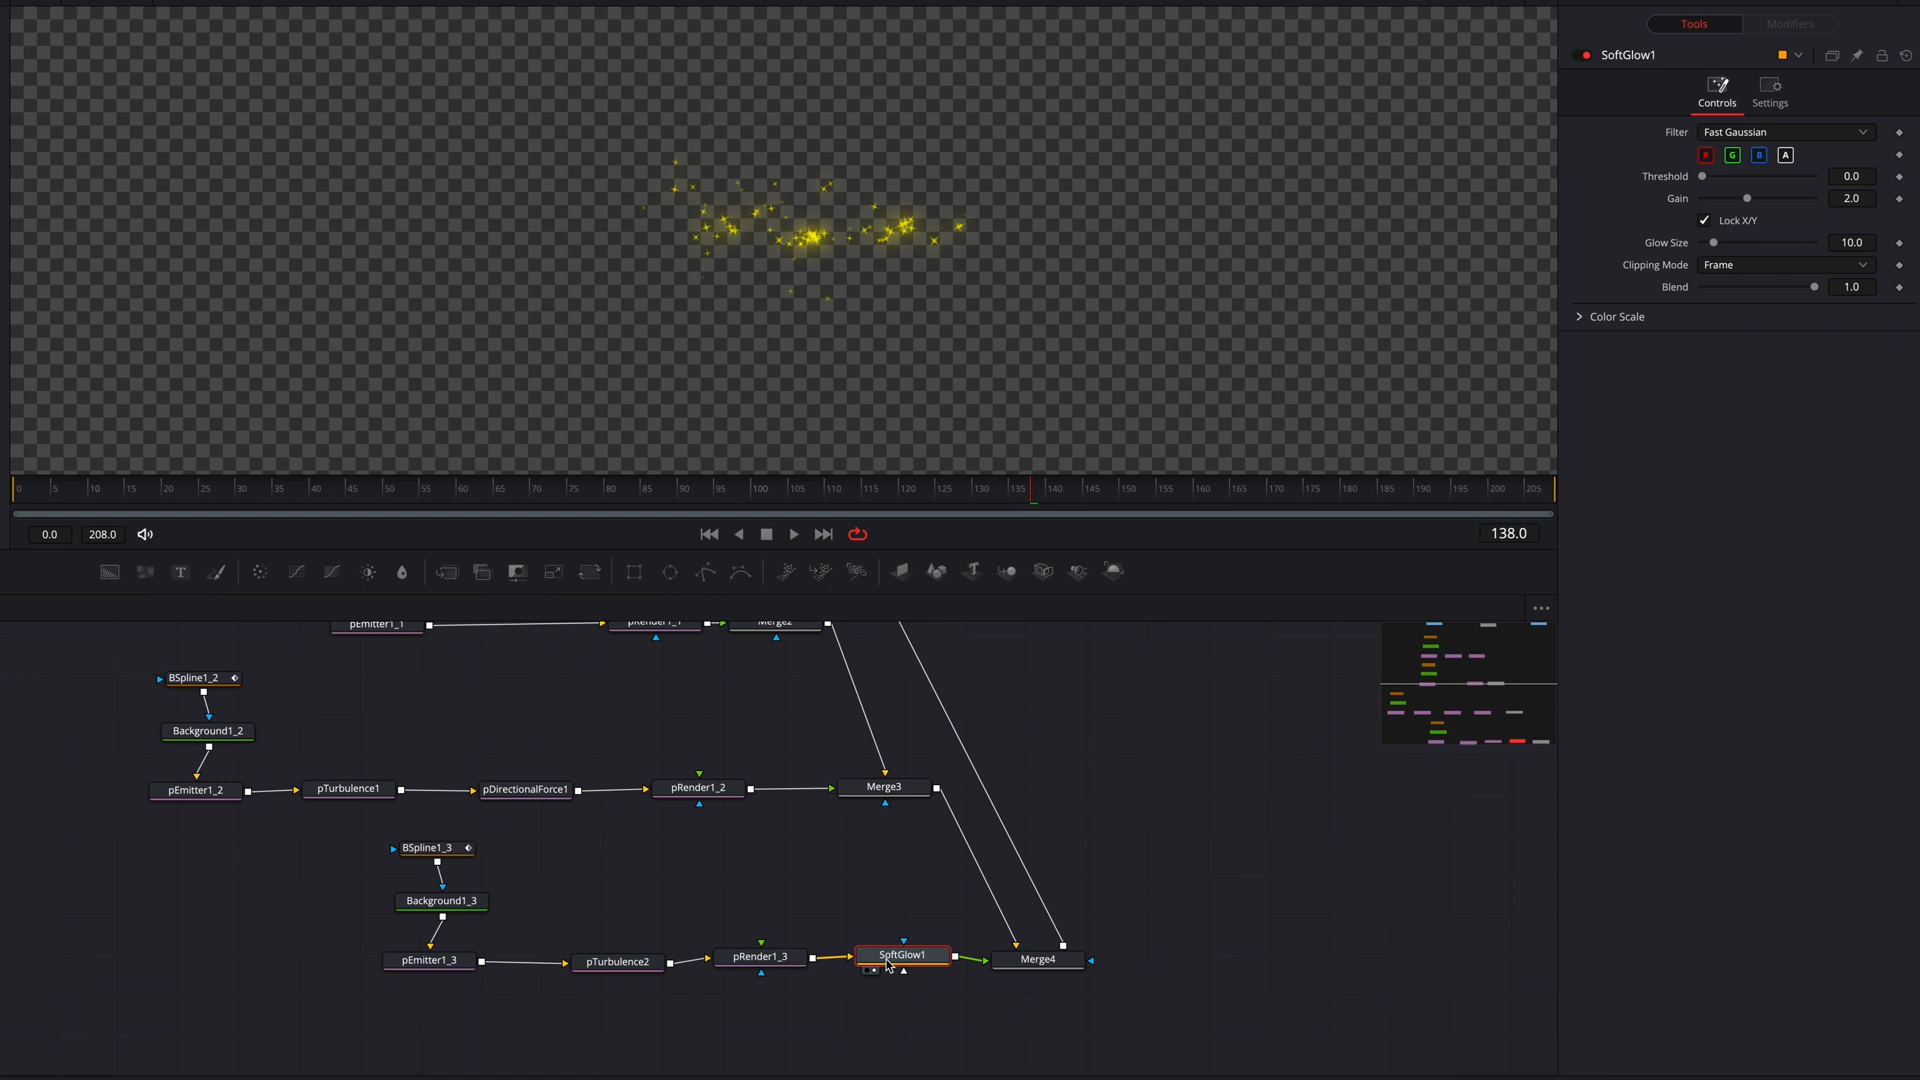 Tools Modifiers
SoftGlow1
Controls Settings
Filter Fast Gaussian
R G B A
Threshold 0.0
Gain 2.0
Lock X/Y
Glow Size 10.0
Clipping Mode Frame
Blend 1.0
Color Scale
0 5 10 15 20 25 30 35 40 45 50 55 60 65 70 75 80 85 90 95 100 105 110 115 120 125 130 135 140 145 150 155 160 165 170 175 180 185 190 195 200 205
0.0 208.0 138.0
T
pEmitter1_1 pRender1_1 Merge2
BSpline1_2
Background1_2
pEmitter1_2 pTurbulence1 pDirectionalForce1 pRender1_2 Merge3
BSpline1_3
Background1_3
pEmitter1_3 pTurbulence2 pRender1_3 SoftGlow1 Merge4